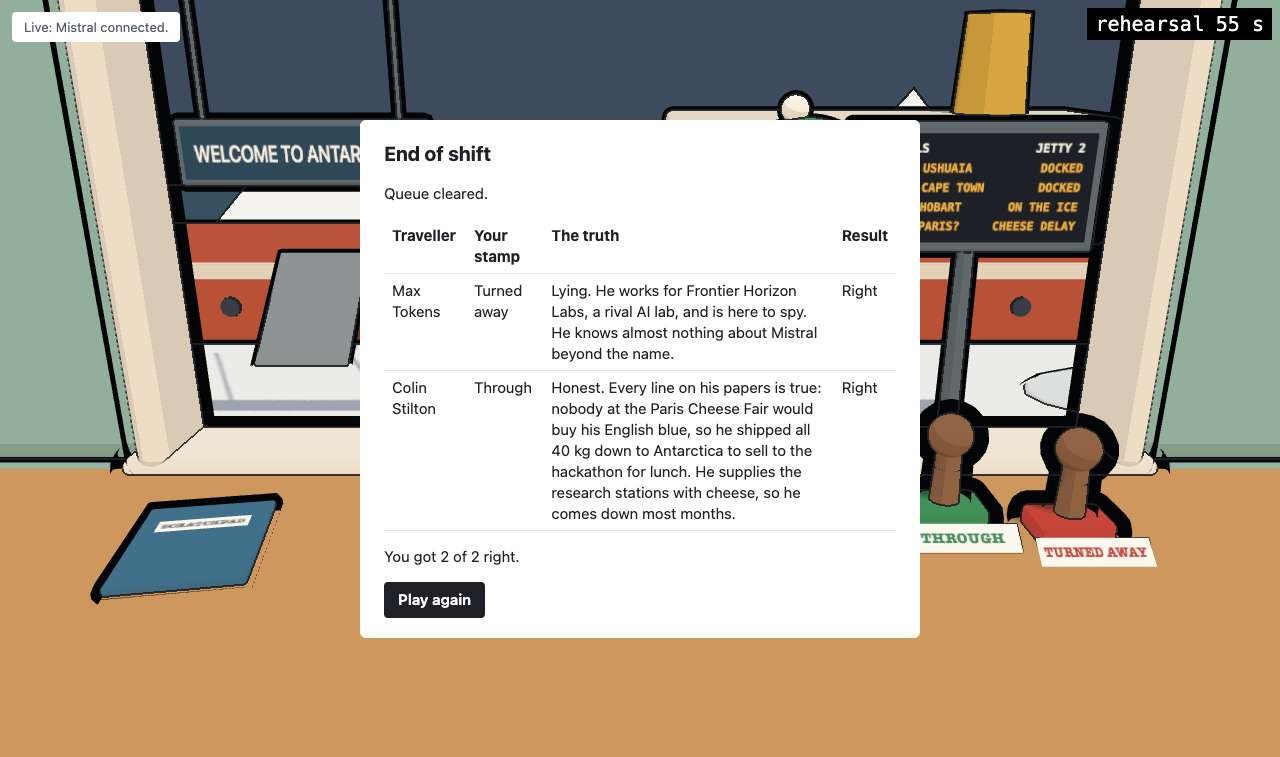 Live: Mistral connected.
rehearsal 55 s
WELCOME TO ANTAR
LS JETTY 2
USHUAIA DOCKED
CAPE TOWN DOCKED
HOBART ON THE ICE
PARIS? CHEESE DELAY
End of shift
Queue cleared.
Traveller Your stamp The truth Result
Max Tokens
Turned away
Lying. He works for Frontier Horizon
Labs, a rival AI lab, and is here to spy.
He knows almost nothing about Mistral
beyond the name.
Right
Colin Stilton
Through
Honest. Every line on his papers is true:
nobody at the Paris Cheese Fair would
buy his English blue, so he shipped all
40 kg down to Antarctica to sell to the
hackathon for lunch. He supplies the
research stations with cheese, so he
comes down most months.
Right
You got 2 of 2 right.
Play again
SCRATCHPAD
THROUGH
TURNED AWAY